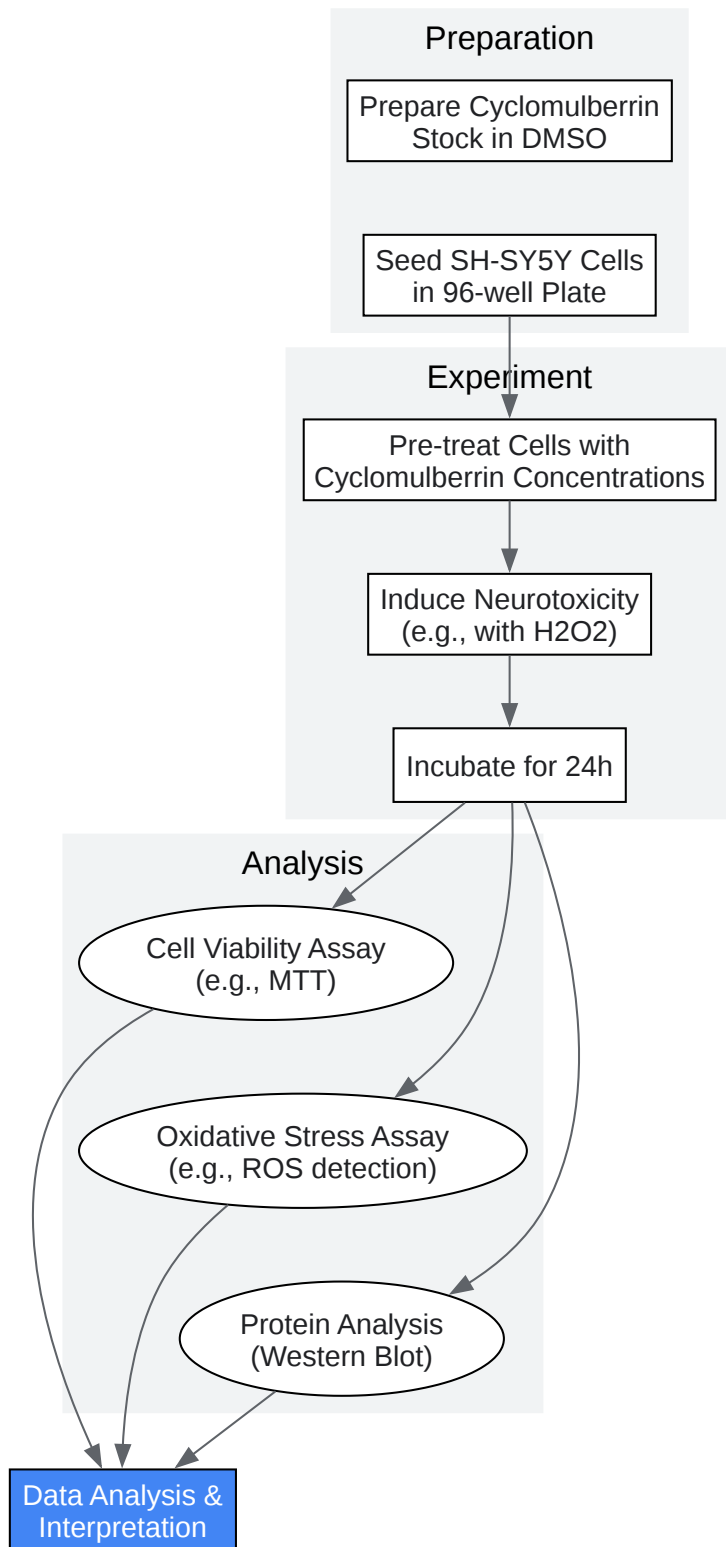 Preparation
Prepare Cyclomulberrin
Stock in DMSO
Seed SH-SY5Y Cells
in 96-well Plate
Experiment
Pre-treat Cells with
Cyclomulberrin Concentrations
Induce Neurotoxicity
(e.g., with H2O2)
Incubate for 24h
Analysis
Cell Viability Assay
(e.g., MTT)
Oxidative Stress Assay
(e.g., ROS detection)
Protein Analysis
(Western Blot)
Data Analysis &
Interpretation